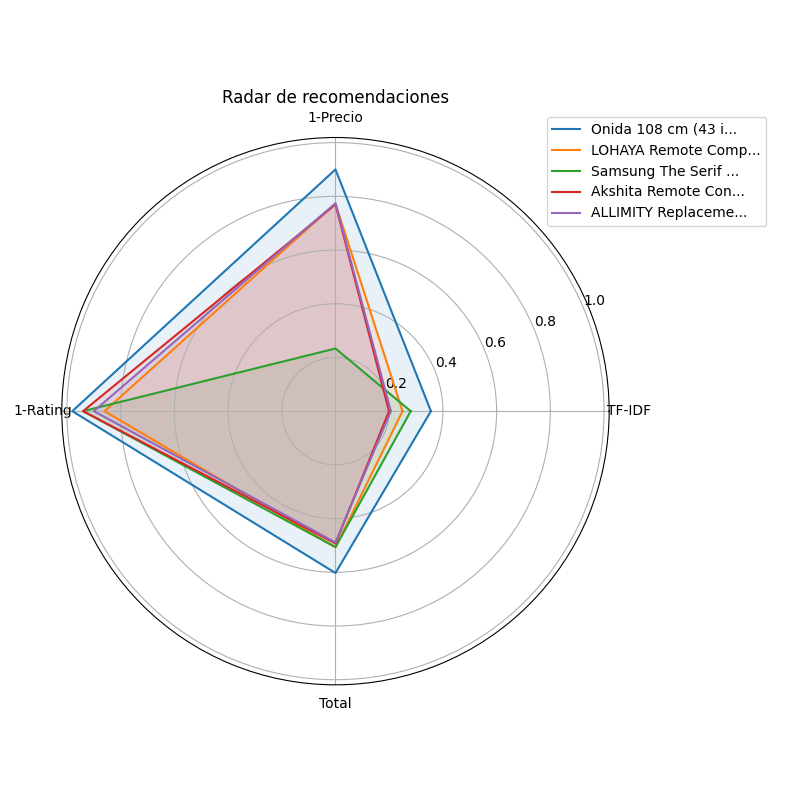 Radar de recomendaciones
1-Precio
Onida 108 cm (43 i...
LOHAYA Remote Comp...
Samsung The Serif ...
Akshita Remote Con...
ALLIMITY Replaceme...
1.0
0.8
0.6
0.4
0.2
1-Rating
TF-IDF
Total